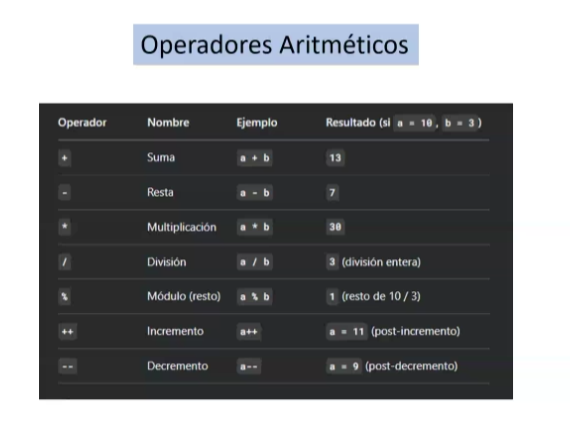 Operadores Aritméticos
Operador Nombre Ejemplo Resultado (si a = 10, b = 3)
+ Suma a + b 13
- Resta a - b 7
* Multiplicación a * b 30
/ División a / b 3 (división entera)
% Módulo (resto) a % b 1 (resto de 10 / 3)
++ Incremento a++ a = 11 (post-incremento)
-- Decremento a-- a = 9 (post-decremento)